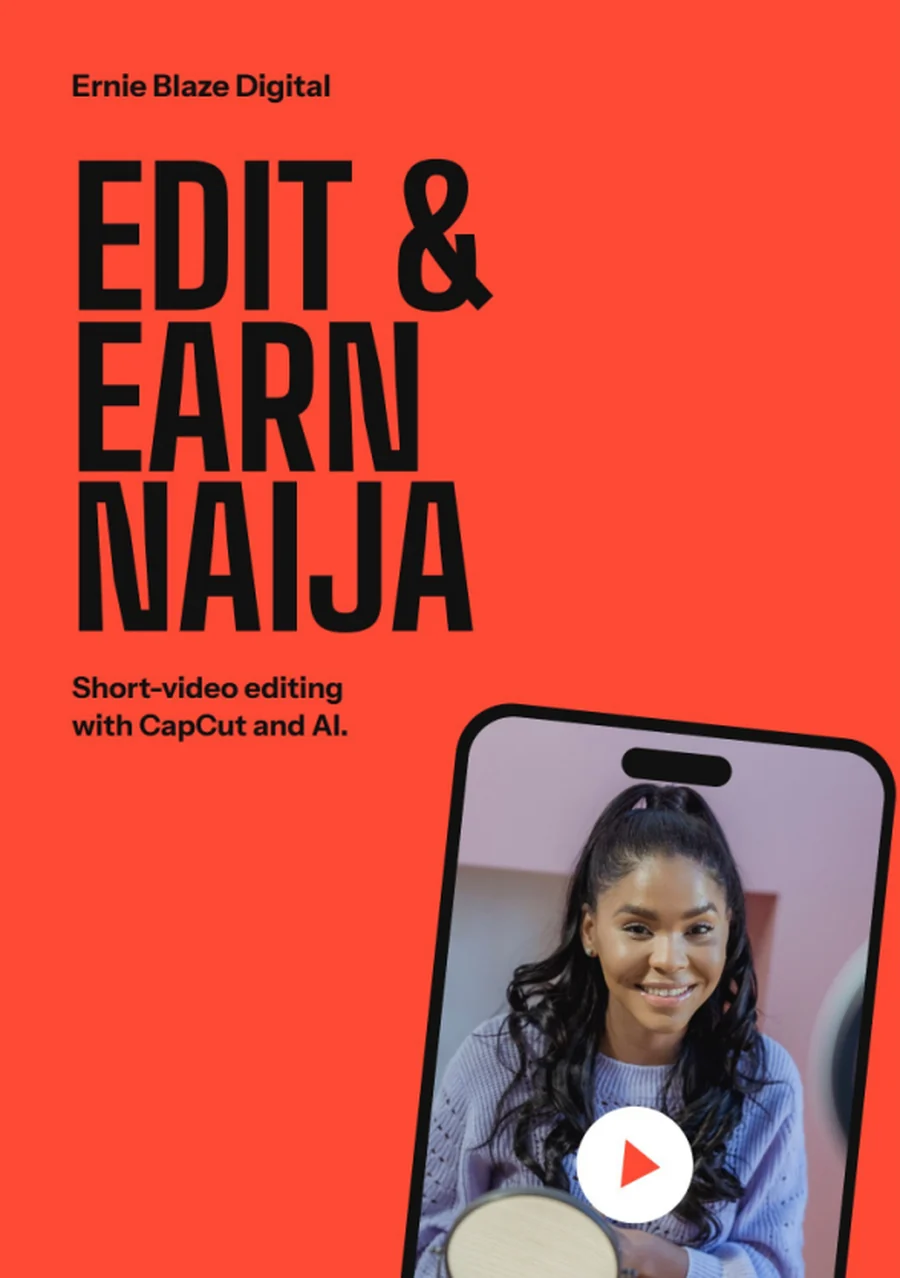 Ernie Blaze Digital
EDIT &
EARN
NAIJA
Short-video editing
with CapCut and AI.